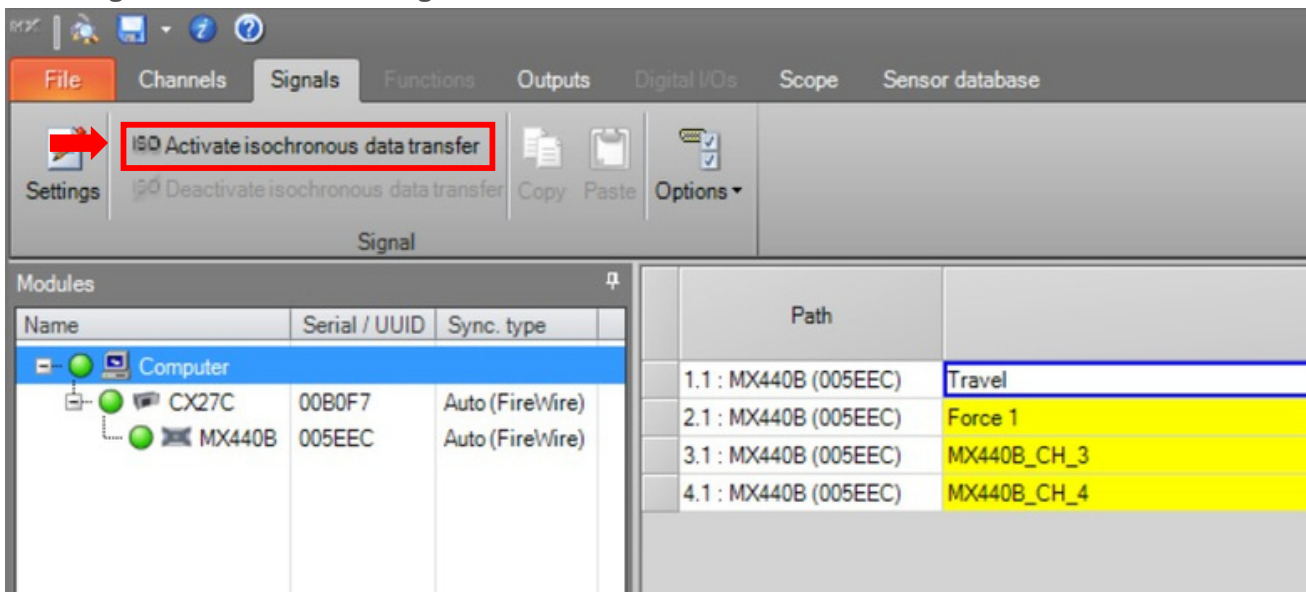 File Channels Signals Functions Outputs Digital I/Os Scope Sensor database
ISO Activate isochronous data transfer
Settings ISO Deactivate isochronous data transfer Copy Paste Options
Signal
Modules
Name Serial / UUID Sync. type
Path
Computer
CX27C 00B0F7 Auto (FireWire)
MX440B 005EEC Auto (FireWire)
1.1 : MX440B (005EEC) Travel
2.1 : MX440B (005EEC) Force 1
3.1 : MX440B (005EEC) MX440B_CH_3
4.1 : MX440B (005EEC) MX440B_CH_4